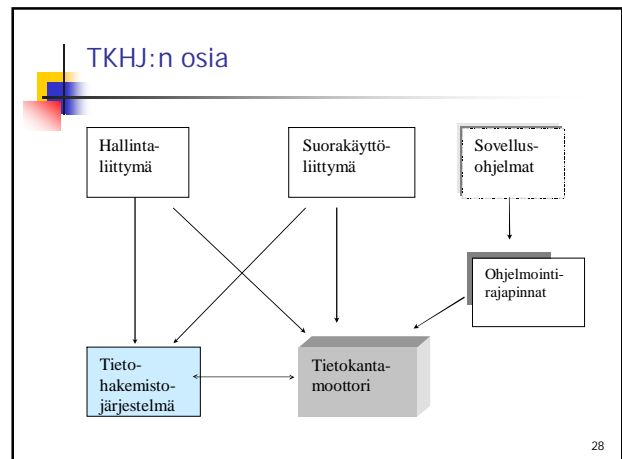 TKHJ:n osia
Hallinta-
liittymä
Suorakäyttö-
liittymä
Sovellus-
ohjelmat
Ohjelmointi-
rajapinnat
Tieto-
hakemisto-
järjestelmä
Tietokanta-
moottori
28